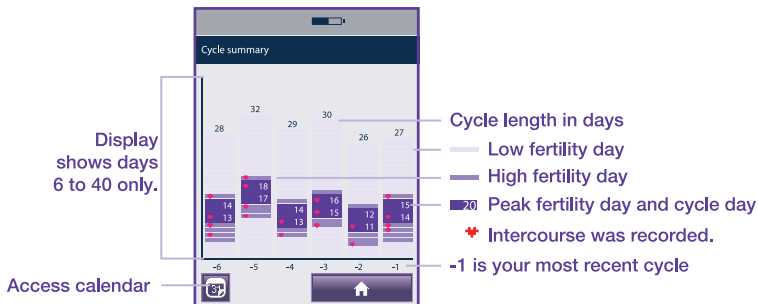 Cycle summary
32
30
28
29
27
26
18
17
16
15
14
13
14
13
12
11
15
14
-6 -5 -4 -3 -2 -1
31
Display
shows days
6 to 40 only.
Access calendar
Cycle length in days
Low fertility day
High fertility day
20 Peak fertility day and cycle day
Intercourse was recorded.
-1 is your most recent cycle